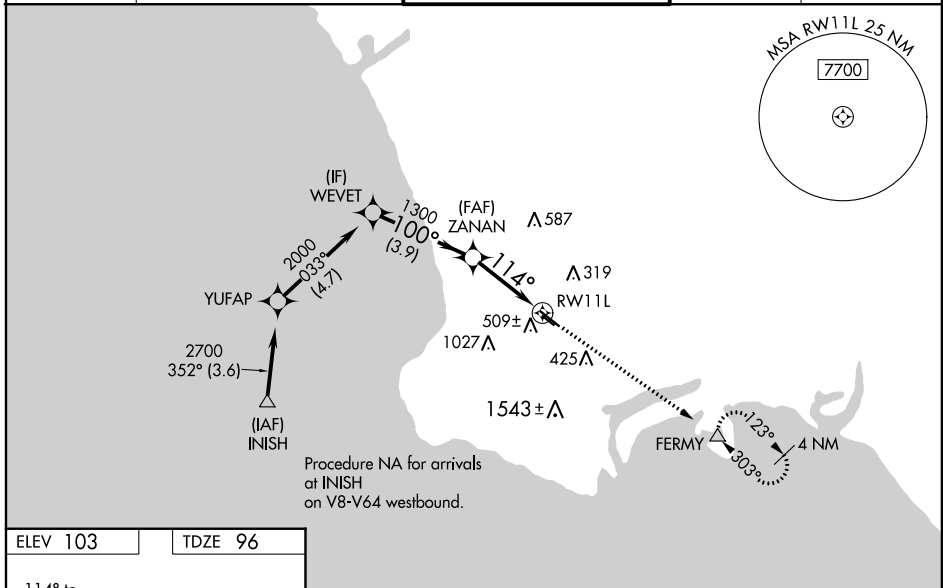 MSA RW11L 25 NM
7700
(IF)
WEVET
1300
100°
(3.9)
(FAF)
ZANAN
587
2000
033°
(4.7)
114°
319
YUFAP
RW11L
509±
1027
2700
352° (3.6)
425
1543±
(IAF)
INISH
FERMY
123°
4 NM
303°
Procedure NA for arrivals
at INISH
on V8-V64 westbound.
ELEV 103
TDZE 96
114° to